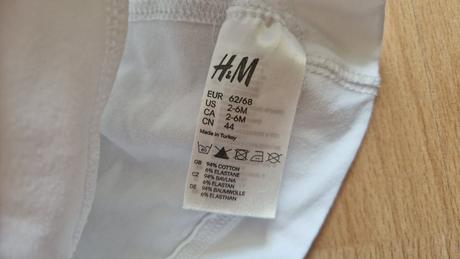 H&M
EUR 62/68
US 2-6M
CA 2-6M
CN 44
Made in Turkey
GB 94% COTTON
6% ELASTANE
CZ 94% BAVLNA
6% ELASTAN
DE 94% BAUMWOLLE
6% ELASTHAN